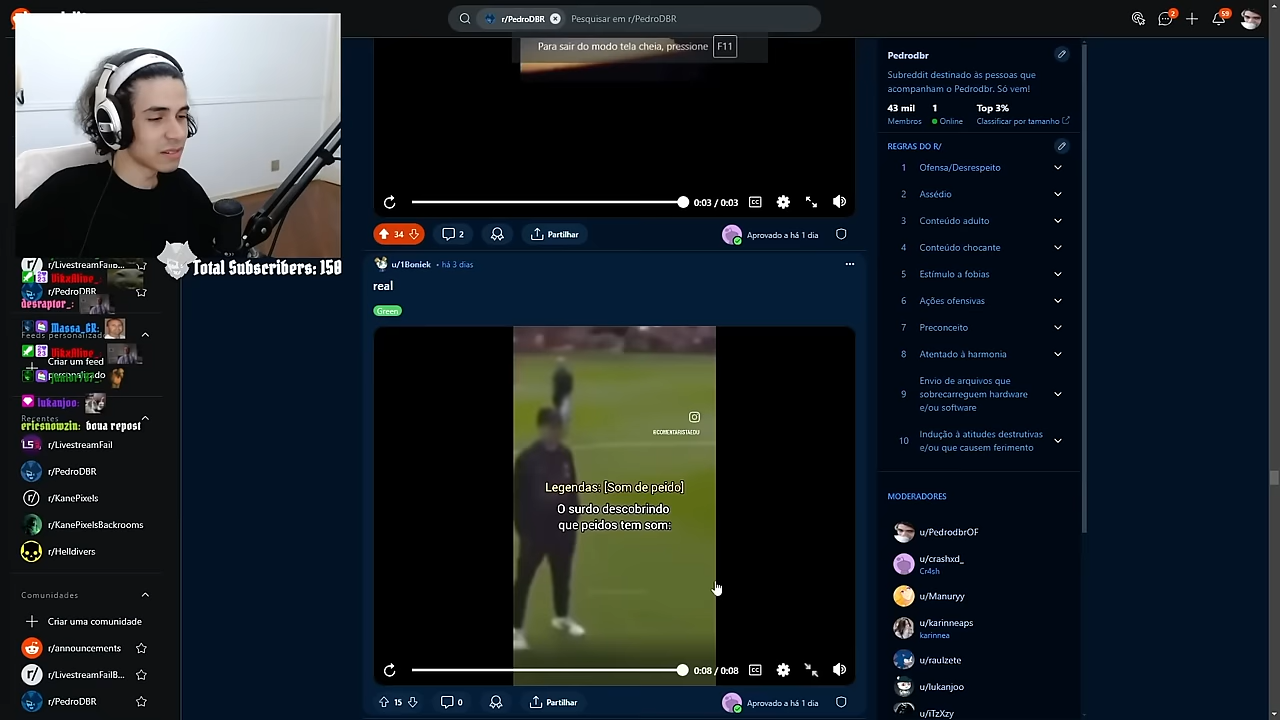 r/PedroDBR
Pesquisar em r/PedroDBR
2
59
Para sair do modo tela cheia, pressione F11
0:03 / 0:03
34
2
Partilhar
Aprovado a há 1 dia
u/1Boniek • há 3 dias
real
Green
@COMENTARISTAEDU
Legendas: [Som de peido]
O surdo descobrindo
que peidos tem som:
0:08 / 0:08
15
0
Partilhar
Aprovado a há 1 dia
Total Subscribers: 150
r/LivestreamFailB...
r/PedroDBR
desraptor_:
Massa_GR:
Feeds personalizad
Criar um feed
personalizado
lukanjoo:
Recentes
ericsnowzin: boua repost
r/LivestreamFail
r/PedroDBR
r/KanePixels
r/KanePixelsBackrooms
r/Helldivers
Comunidades
Criar uma comunidade
r/announcements
r/LivestreamFailB...
r/PedroDBR
Pedrodbr
Subreddit destinado às pessoas que
acompanham o Pedrodbr. Só vem!
43 mil
1
Top 3%
Membros
Online
Classificar por tamanho
REGRAS DO R/
1 Ofensa/Desrespeito
2 Assédio
3 Conteúdo adulto
4 Conteúdo chocante
5 Estímulo a fobias
6 Ações ofensivas
7 Preconceito
8 Atentado à harmonia
9 Envio de arquivos que
sobrecarreguem hardware
e/ou software
10 Indução à atitudes destrutivas
e/ou que causem ferimento
MODERADORES
u/PedrodbrOF
u/crashxd_
Cr4sh
u/Manuryy
u/karinneaps
karinnea
u/raulzete
u/lukanjoo
u/iTzXzy